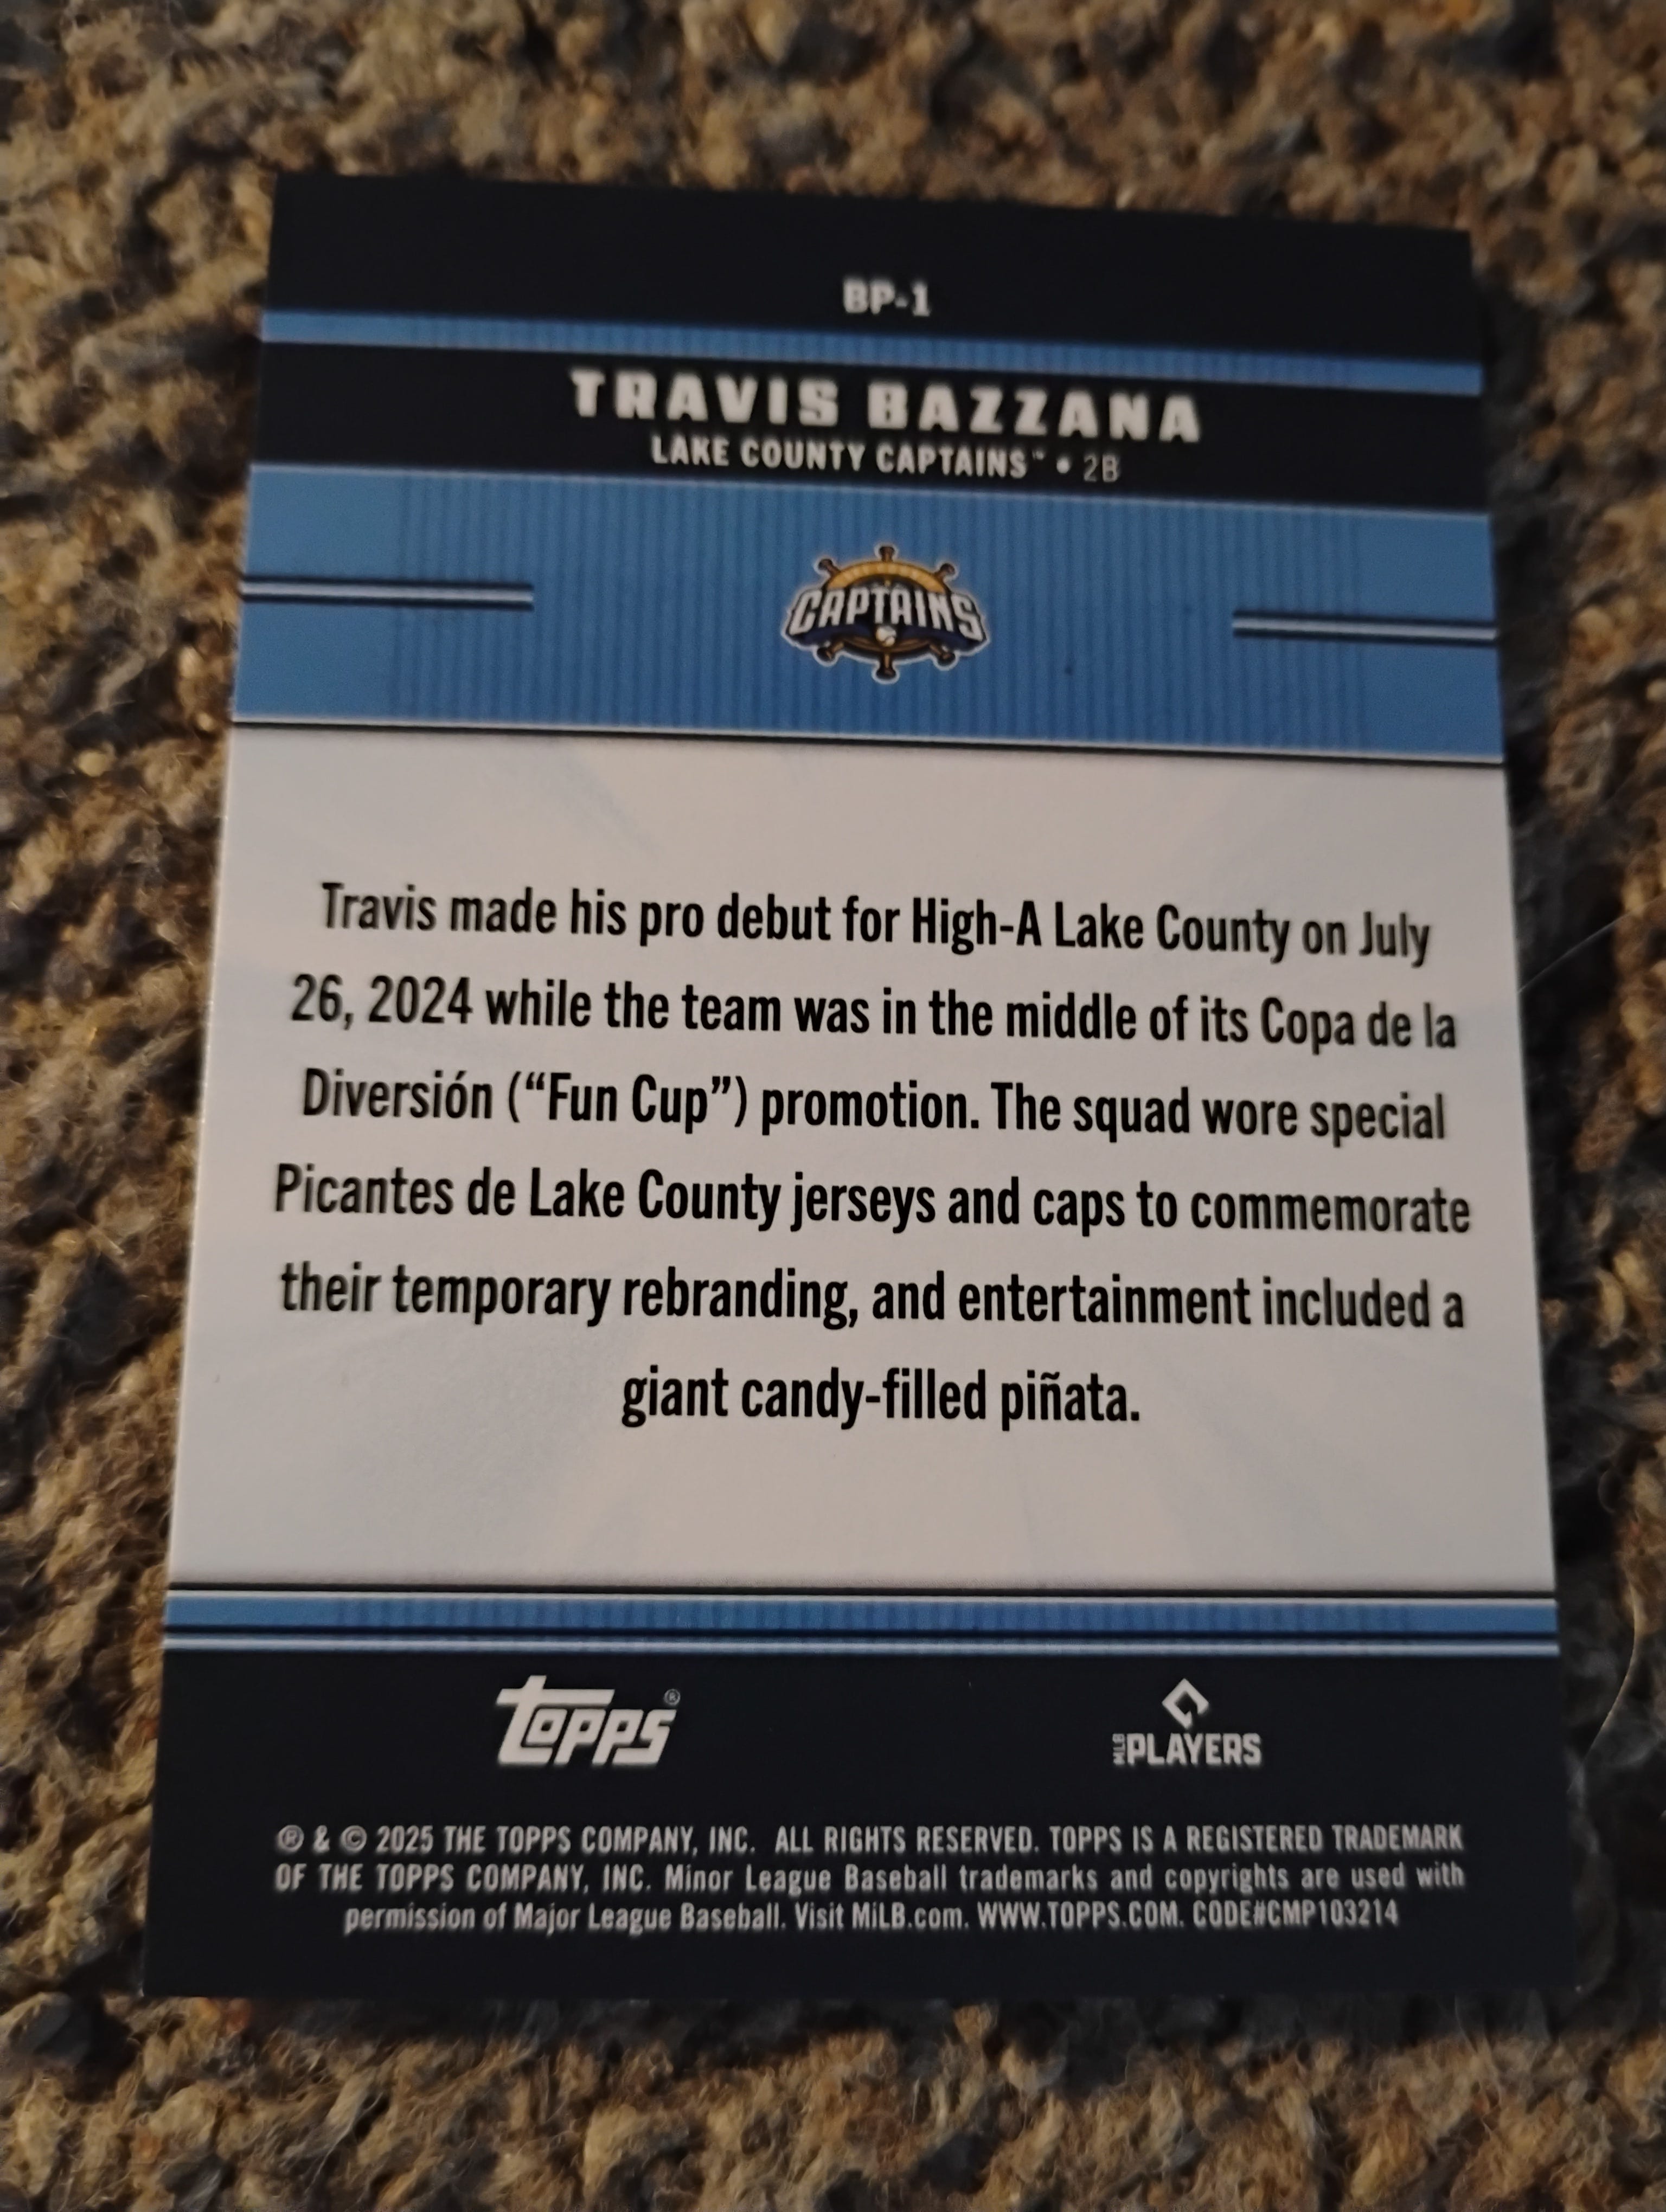 BP-1
TRAVIS BAZZANA
LAKE COUNTY CAPTAINS™ • 2B
CAPTAINS
Travis made his pro debut for High-A Lake County on July
26, 2024 while the team was in the middle of its Copa de la
Diversión (“Fun Cup”) promotion. The squad wore special
Picantes de Lake County jerseys and caps to commemorate
their temporary rebranding, and entertainment included a
giant candy-filled piñata.
Topps®
MLB PLAYERS
® & © 2025 THE TOPPS COMPANY, INC. ALL RIGHTS RESERVED. TOPPS IS A REGISTERED TRADEMARK
OF THE TOPPS COMPANY, INC. Minor League Baseball trademarks and copyrights are used with
permission of Major League Baseball. Visit MiLB.com. WWW.TOPPS.COM. CODE#CMP103214